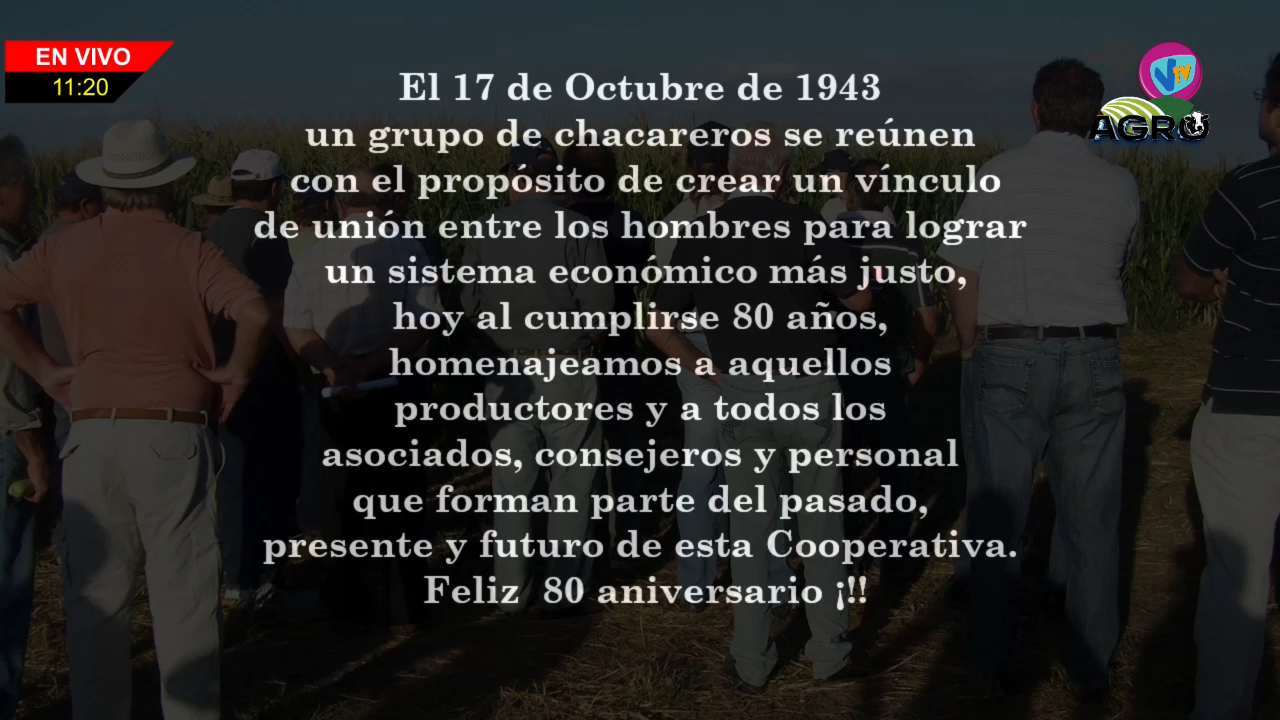 EN VIVO
11:20
VTV
AGRO
El 17 de Octubre de 1943
un grupo de chacareros se reúnen
con el propósito de crear un vínculo
de unión entre los hombres para lograr
un sistema económico más justo,
hoy al cumplirse 80 años,
homenajeamos a aquellos
productores y a todos los
asociados, consejeros y personal
que forman parte del pasado,
presente y futuro de esta Cooperativa.
Feliz  80 aniversario ¡!!